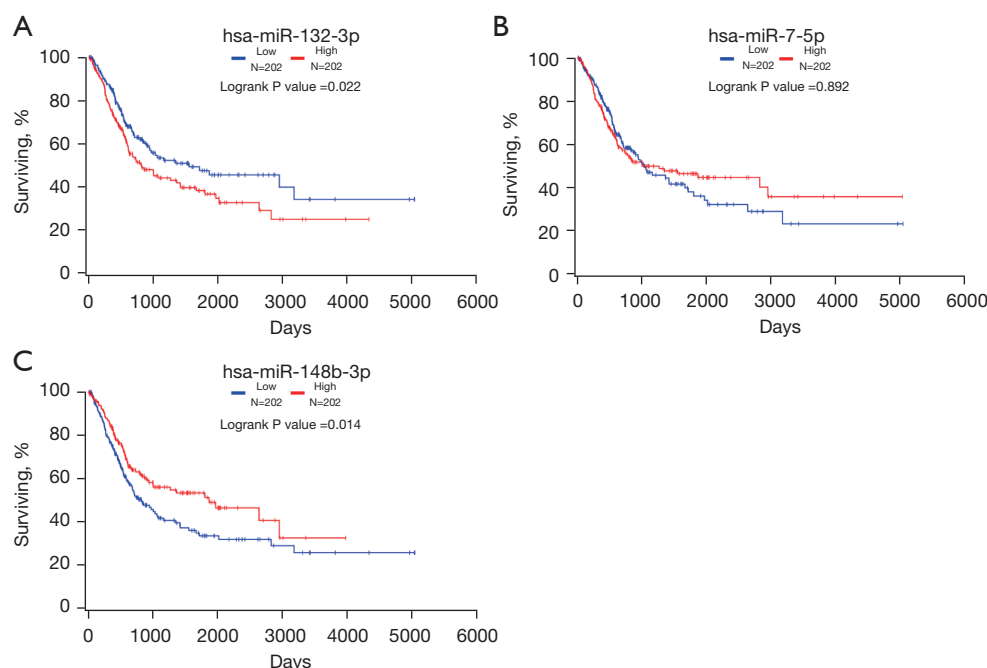 A
hsa-miR-132-3p
Low High
N=202 N=202
Logrank P value =0.022
Surviving, %
100
80
60
40
20
0
0 1000 2000 3000 4000 5000 6000
Days
B
hsa-miR-7-5p
Low High
N=202 N=202
Logrank P value =0.892
Surviving, %
100
80
60
40
20
0
0 1000 2000 3000 4000 5000 6000
Days
C
hsa-miR-148b-3p
Low High
N=202 N=202
Logrank P value =0.014
Surviving, %
100
80
60
40
20
0
0 1000 2000 3000 4000 5000 6000
Days